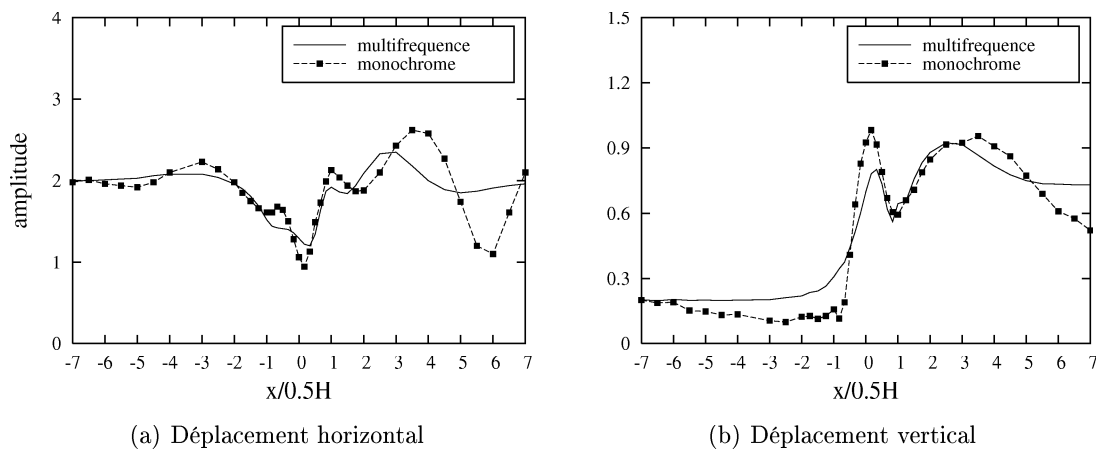 4
3
2
1
0
amplitude
multifrequence
monochrome
-7 -6 -5 -4 -3 -2 -1 0 1 2 3 4 5 6 7
x/0.5H
(a) Déplacement horizontal
1.5
1.2
0.9
0.6
0.3
0
multifrequence
monochrome
-7 -6 -5 -4 -3 -2 -1 0 1 2 3 4 5 6 7
x/0.5H
(b) Déplacement vertical